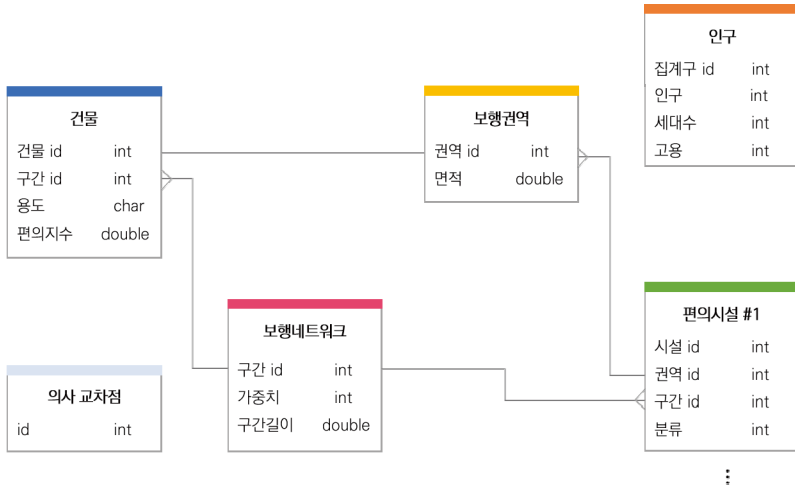 인구
집계구 id int
인구 int
세대수 int
고용 int
건물
건물 id int
구간 id int
용도 char
편의지수 double
보행권역
권역 id int
면적 double
보행네트워크
구간 id int
가중치 int
구간길이 double
편의시설 #1
시설 id int
권역 id int
구간 id int
분류 int
의사 교차점
id int